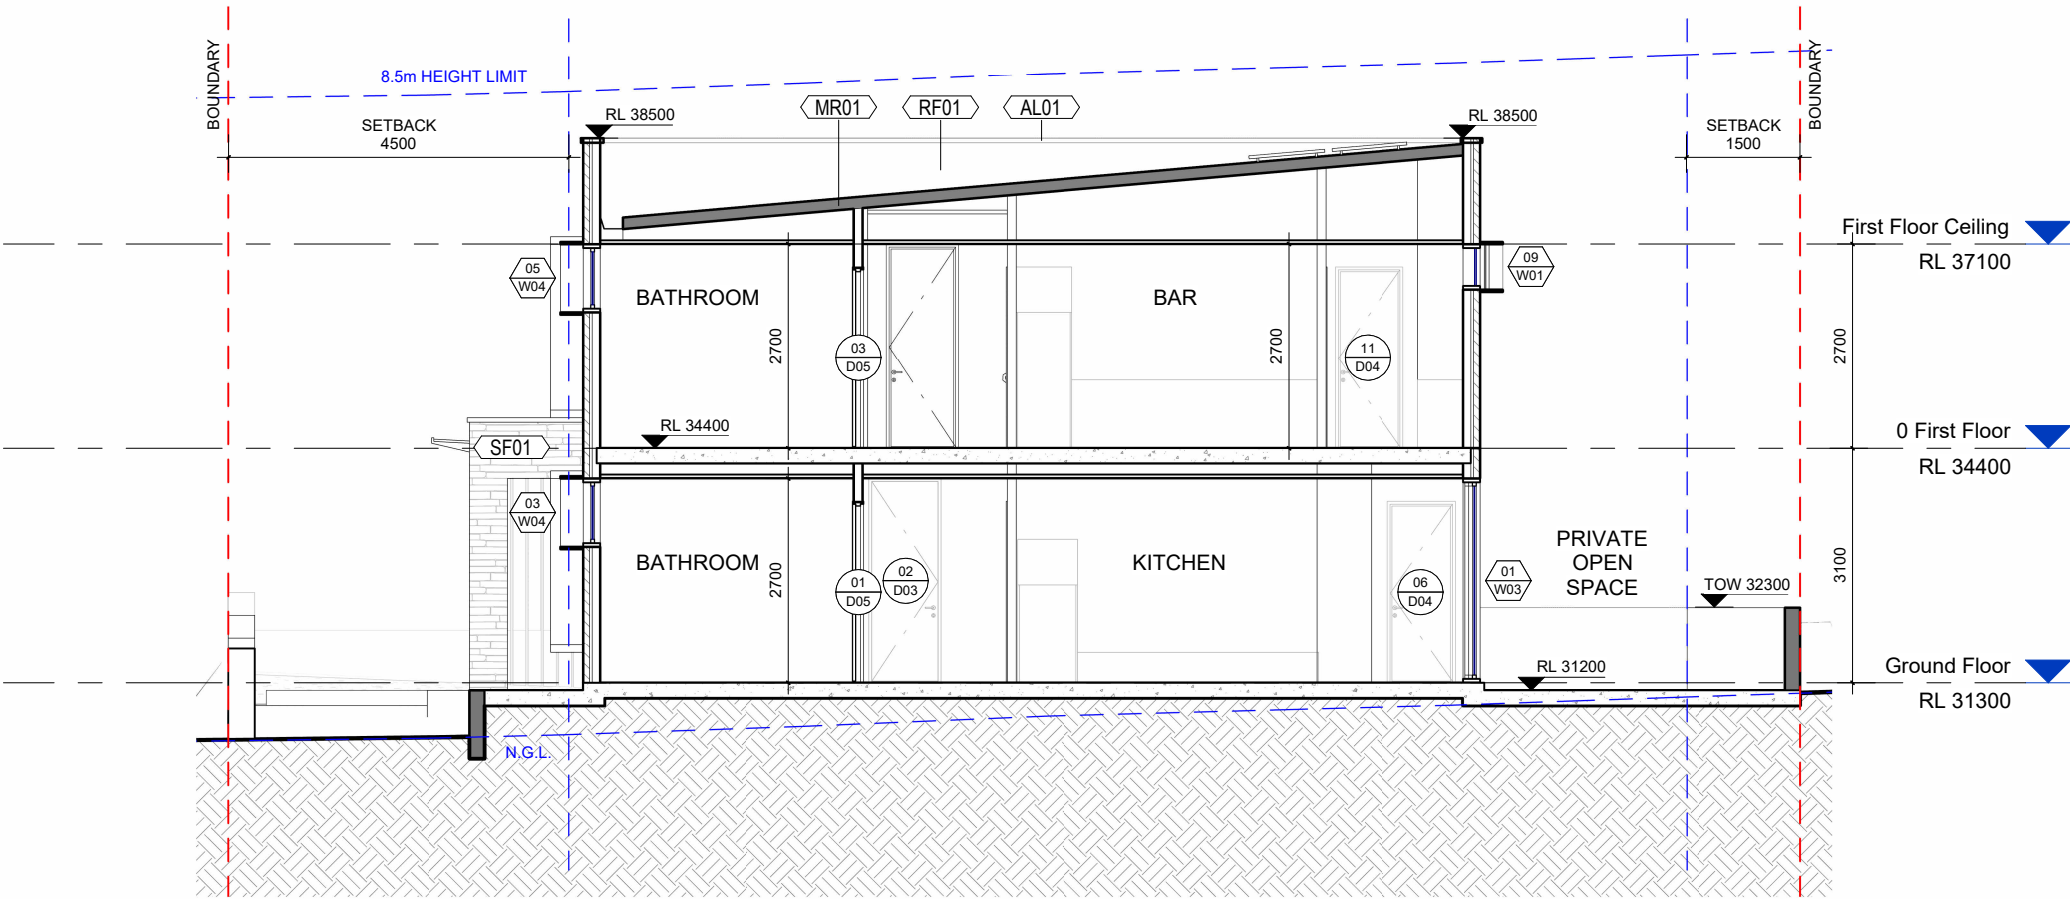 BOUNDARY
8.5m HEIGHT LIMIT
BOUNDARY
MR01
RF01
AL01
RL 38500
RL 38500
SETBACK
4500
SETBACK
1500
First Floor Ceiling
RL 37100
05
W04
09
W01
BATHROOM
BAR
2700
2700
2700
03
D05
11
D04
RL 34400
SF01
0 First Floor
RL 34400
03
W04
BATHROOM
KITCHEN
PRIVATE
OPEN
SPACE
2700
3100
01
D05
02
D03
06
D04
01
W03
TOW 32300
RL 31200
Ground Floor
RL 31300
N.G.L.